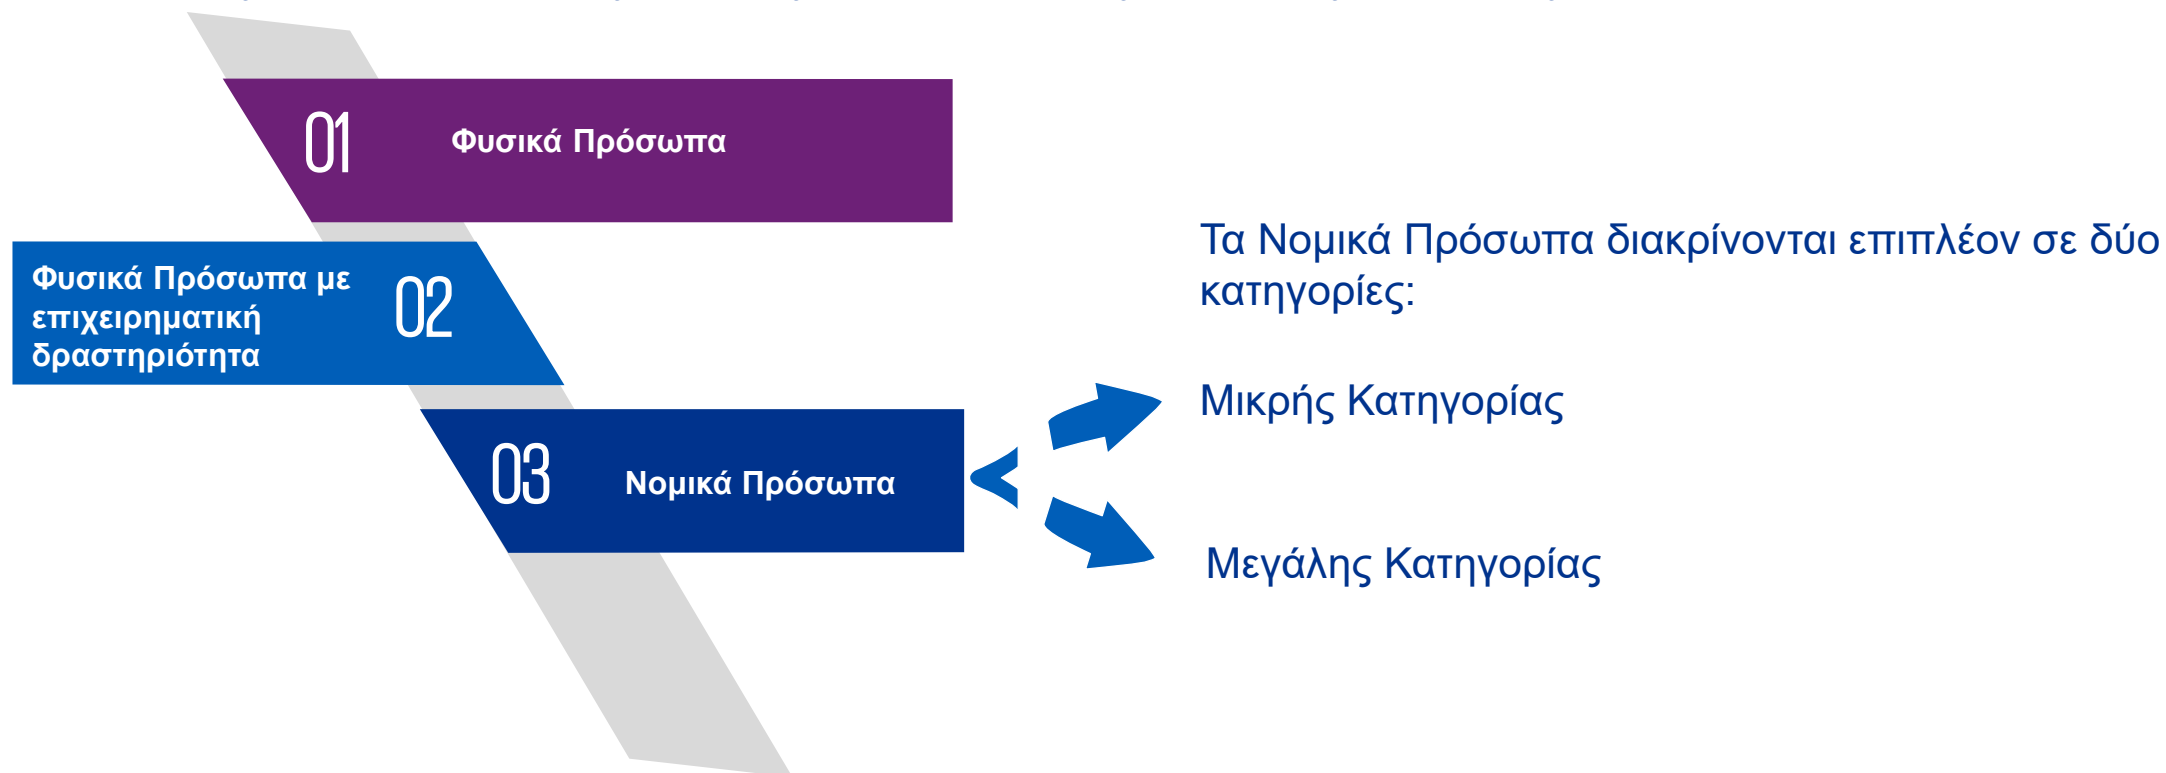 01
Φυσικά Πρόσωπα
Φυσικά Πρόσωπα με
επιχειρηματική
δραστηριότητα
02
03
Νομικά Πρόσωπα
Τα Νομικά Πρόσωπα διακρίνονται επιπλέον σε δύο
κατηγορίες:
Μικρής Κατηγορίας
Μεγάλης Κατηγορίας